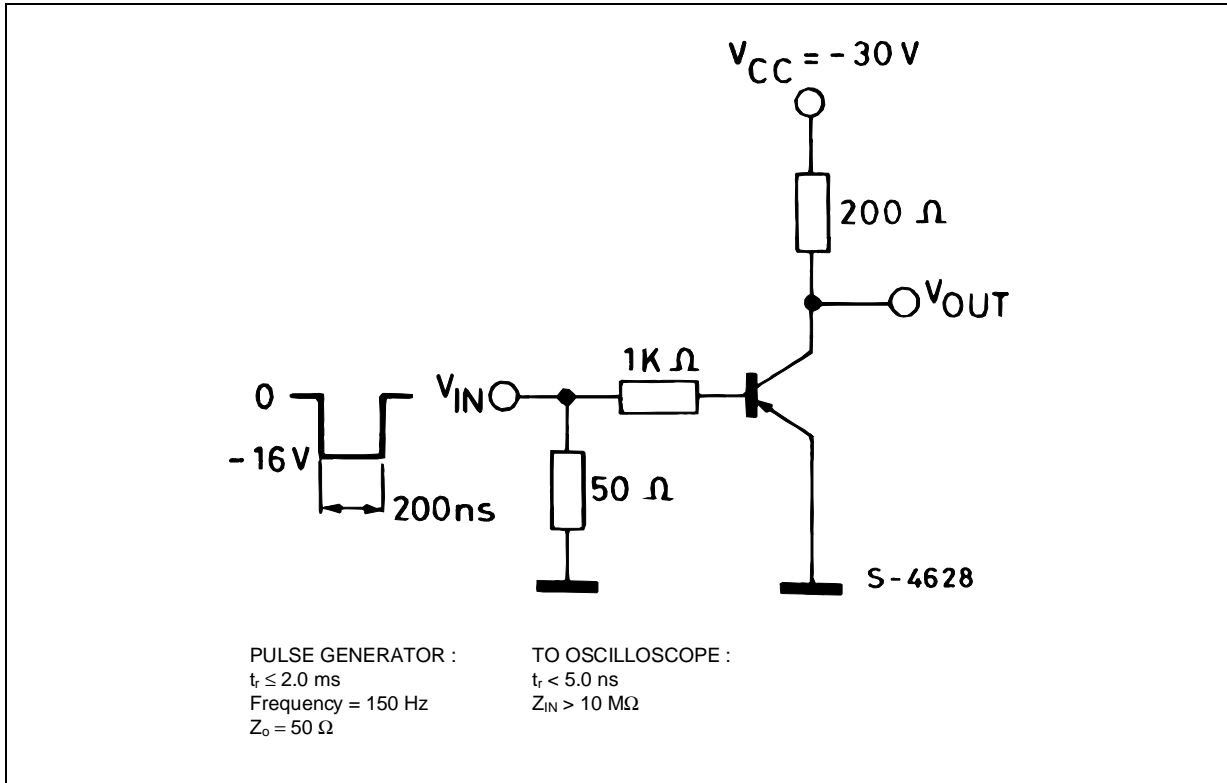 VCC = - 30 V
200 Ω
VOUT
1K Ω
VIN
0
- 16 V
200ns
50 Ω
S - 4628
PULSE GENERATOR :
tr ≤ 2.0 ms
Frequency = 150 Hz
Zo = 50 Ω
TO OSCILLOSCOPE :
tr < 5.0 ns
ZIN > 10 MΩ